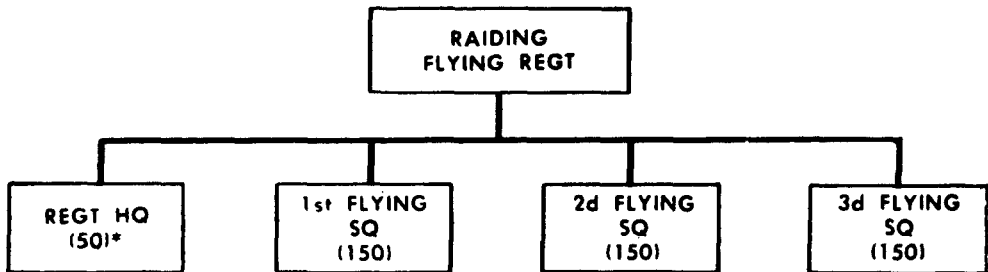 RAIDING
FLYING REGT
REGT HQ
(50)*
1st FLYING
SQ
(150)
2d FLYING
SQ
(150)
3d FLYING
SQ
(150)